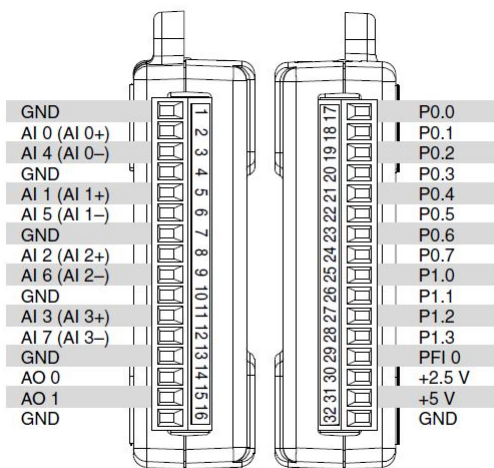 GND 1 17 P0.0
AI 0 (AI 0+) 2 18 P0.1
AI 4 (AI 0–) 3 19 P0.2
GND 4 20 P0.3
AI 1 (AI 1+) 5 21 P0.4
AI 5 (AI 1–) 6 22 P0.5
GND 7 23 P0.6
AI 2 (AI 2+) 8 24 P0.7
AI 6 (AI 2–) 9 25 P1.0
GND 10 26 P1.1
AI 3 (AI 3+) 11 27 P1.2
AI 7 (AI 3–) 12 28 P1.3
GND 13 29 PFI 0
AO 0 14 30 +2.5 V
AO 1 15 31 +5 V
GND 16 32 GND